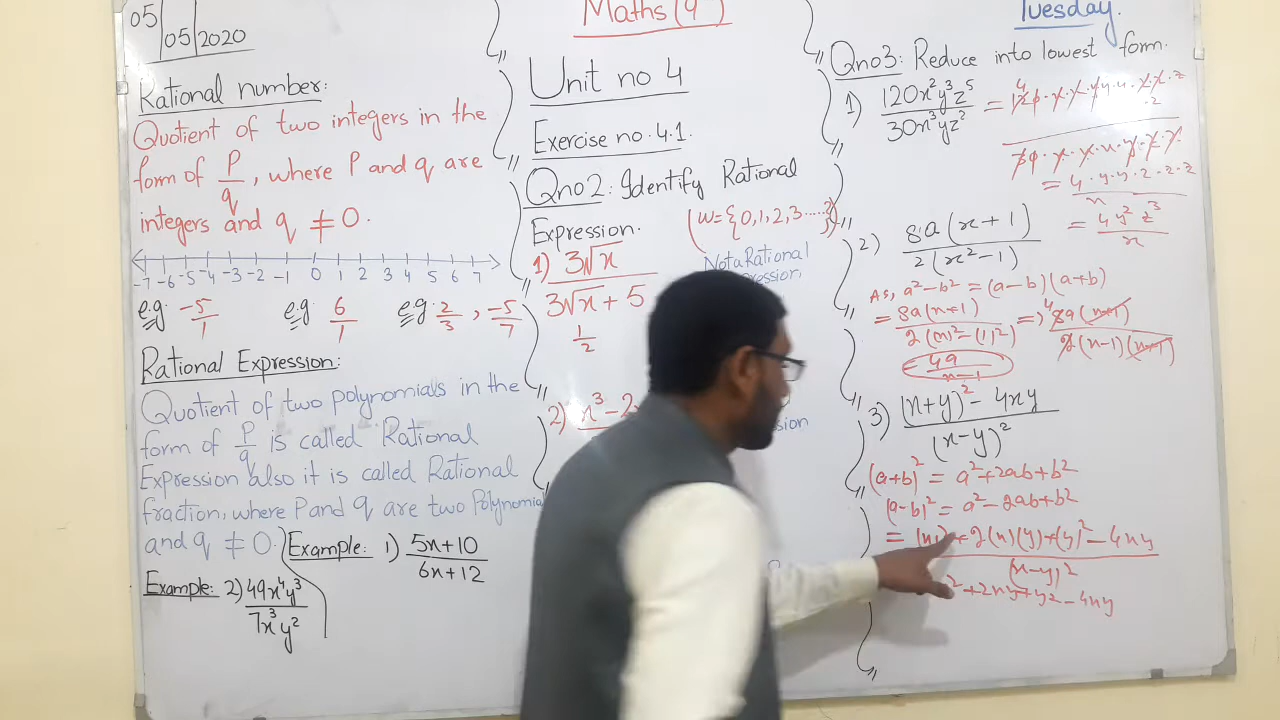 05/05/2020
Maths (9
Tuesday.
Rational number:
Quotient of two integers in the
form of P/q, where P and q are
integers and q ≠ 0.
-7 -6 -5 -4 -3 -2 -1 0 1 2 3 4 5 6 7
e.g: -5/1 e.g: 6/1 e.g: 2/3, -5/7
Rational Expression:
Quotient of two polynomials in the
form of P/q is called Rational
Expression also it is called Rational
fraction, where P and q are two Polynomial
and q ≠ 0.
Example: 1) 5x+10/6x+12
Example: 2) 49x⁴y³/7x³y²
Unit no 4
Exercise no. 4.1.
Qno2: Identify Rational
Expression.
(W={0,1,2,3.....})
1) 3√x/3√x+5
Not a Rational
1/2
2) x³-2
Qno3: Reduce into lowest form.
1) 120x²y³z⁵/30x³yz²
= 4·y·y·z·z·z/x
= 4y²z³/x
2) 8a(x+1)/2(x²-1)
As, a²-b² = (a-b)(a+b)
= 8a(x+1)/2(x)²-(1)² =, 8a(x+1)/2(x-1)(x+1)
= 4a/x-1
3) (x+y)²-4xy/(x-y)²
(a+b)² = a²+2ab+b²
(a-b)² = a²-2ab+b²
= (x)²+2(x)(y)+(y)²-4xy/(x-y)²
²+2xy+y²-4xy